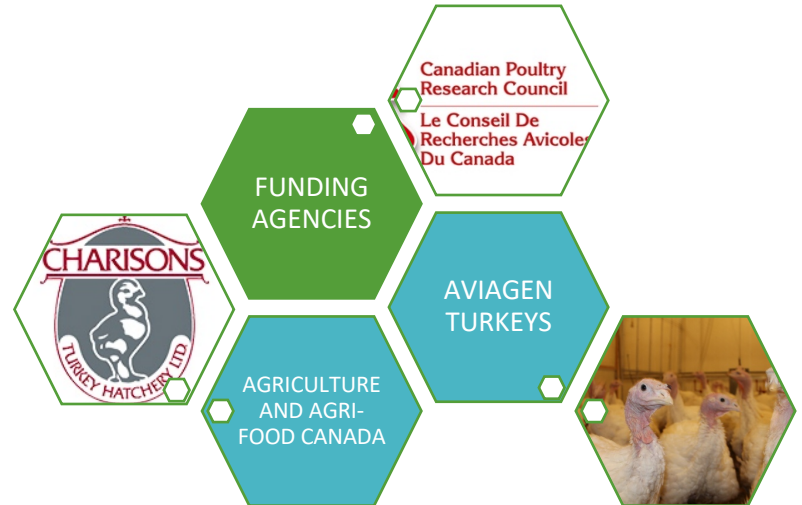 Canadian Poultry
Research Council
Le Conseil De
Recherches Avicoles
Du Canada
FUNDING
AGENCIES
CHARISONS
TURKEY HATCHERY LTD.
AVIAGEN
TURKEYS
AGRICULTURE
AND AGRI-
FOOD CANADA